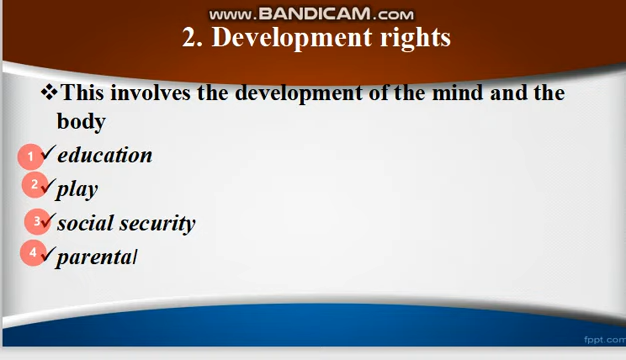 www.BANDICAM.com
2. Development rights
❖This involves the development of the mind and the
body
1 ✓education
2 ✓play
3 ✓social security
4 ✓parental
fppt.com